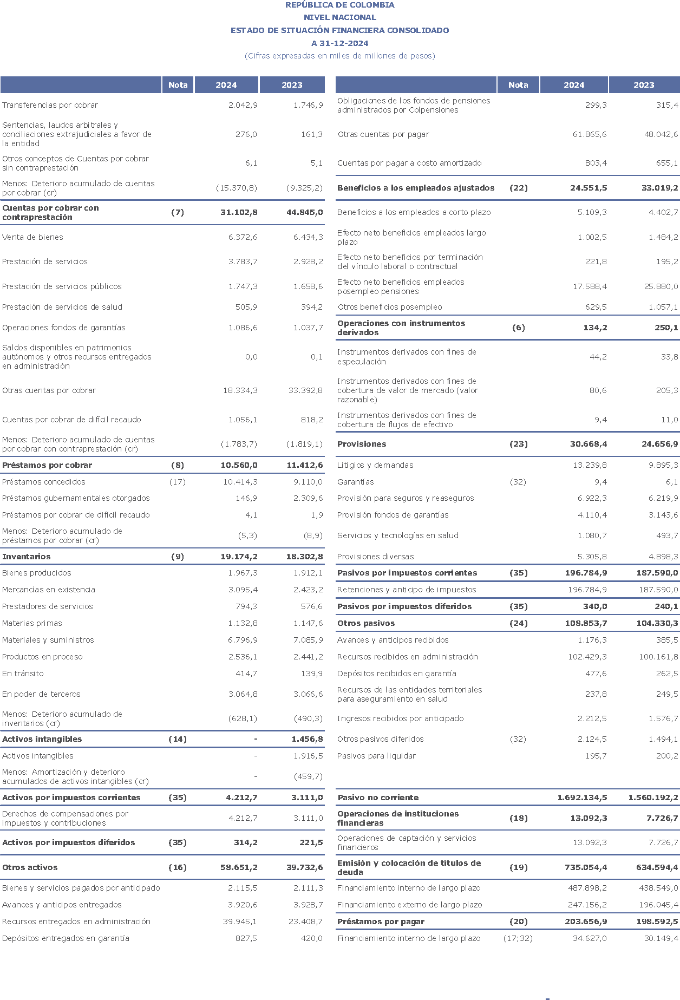 REPÚBLICA DE COLOMBIA
NIVEL NACIONAL
ESTADO DE SITUACIÓN FINANCIERA CONSOLIDADO
A 31-12-2024
(Cifras expresadas en miles de millones de pesos)
Nota 2024 2023
Transferencias por cobrar 2.042,9 1.746,9
Sentencias, laudos arbitrales y
conciliaciones extrajudiciales a favor de
la entidad 276,0 161,3
Otros conceptos de Cuentas por cobrar
sin contraprestación 6,1 5,1
Menos: Deterioro acumulado de cuentas
por cobrar (cr) (15.370,8) (9.325,2)
Cuentas por cobrar con
contraprestación (7) 31.102,8 44.845,0
Venta de bienes 6.372,6 6.434,3
Prestación de servicios 3.783,7 2.928,2
Prestación de servicios públicos 1.747,3 1.658,6
Prestación de servicios de salud 505,9 394,2
Operaciones fondos de garantías 1.086,6 1.037,7
Saldos disponibles en patrimonios
autónomos y otros recursos entregados
en administración 0,0 0,1
Otras cuentas por cobrar 18.334,3 33.392,8
Cuentas por cobrar de difícil recaudo 1.056,1 818,2
Menos: Deterioro acumulado de cuentas
por cobrar con contraprestación (cr) (1.783,7) (1.819,1)
Préstamos por cobrar (8) 10.560,0 11.412,6
Préstamos concedidos (17) 10.414,3 9.110,0
Préstamos gubernamentales otorgados 146,9 2.309,6
Préstamos por cobrar de difícil recaudo 4,1 1,9
Menos: Deterioro acumulado de
préstamos por cobrar (cr) (5,3) (8,9)
Inventarios (9) 19.174,2 18.302,8
Bienes producidos 1.967,3 1.912,1
Mercancías en existencia 3.095,4 2.423,2
Prestadores de servicios 794,3 576,6
Materias primas 1.132,8 1.147,6
Materiales y suministros 6.796,9 7.085,9
Productos en proceso 2.536,1 2.441,2
En tránsito 414,7 139,9
En poder de terceros 3.064,8 3.066,6
Menos: Deterioro acumulado de
inventarios (cr) (628,1) (490,3)
Activos intangibles (14) - 1.456,8
Activos intangibles - 1.916,5
Menos: Amortización y deterioro
acumulados de activos intangibles (cr) - (459,7)
Activos por impuestos corrientes (35) 4.212,7 3.111,0
Derechos de compensaciones por
impuestos y contribuciones 4.212,7 3.111,0
Activos por impuestos diferidos (35) 314,2 221,5
Otros activos (16) 58.651,2 39.732,6
Bienes y servicios pagados por anticipado 2.115,5 2.111,3
Avances y anticipos entregados 3.920,6 3.928,7
Recursos entregados en administración 39.945,1 23.408,7
Depósitos entregados en garantía 827,5 420,0
Nota 2024 2023
Obligaciones de los fondos de pensiones
administrados por Colpensiones 299,3 315,4
Otras cuentas por pagar 61.865,6 48.042,6
Cuentas por pagar a costo amortizado 803,4 655,1
Beneficios a los empleados ajustados (22) 24.551,5 33.019,2
Beneficios a los empleados a corto plazo 5.109,3 4.402,7
Efecto neto beneficios empleados largo
plazo 1.002,5 1.484,2
Efecto neto beneficios por terminación
del vínculo laboral o contractual 221,8 195,2
Efecto neto beneficios empleados
posempleo pensiones 17.588,4 25.880,0
Otros beneficios posempleo 629,5 1.057,1
Operaciones con instrumentos
derivados (6) 134,2 250,1
Instrumentos derivados con fines de
especulación 44,2 33,8
Instrumentos derivados con fines de
cobertura de valor de mercado (valor
razonable) 80,6 205,3
Instrumentos derivados con fines de
cobertura de flujos de efectivo 9,4 11,0
Provisiones (23) 30.668,4 24.656,9
Litigios y demandas 13.239,8 9.895,3
Garantías (32) 9,4 6,1
Provisión para seguros y reaseguros 6.922,3 6.219,9
Provisión fondos de garantías 4.110,4 3.143,6
Servicios y tecnologías en salud 1.080,7 493,7
Provisiones diversas 5.305,8 4.898,3
Pasivos por impuestos corrientes (35) 196.784,9 187.590,0
Retenciones y anticipo de impuestos 196.784,9 187.590,0
Pasivos por impuestos diferidos (35) 340,0 240,1
Otros pasivos (24) 108.853,7 104.330,3
Avances y anticipos recibidos 1.176,3 385,5
Recursos recibidos en administración 102.429,3 100.161,8
Depósitos recibidos en garantía 477,6 262,5
Recursos de las entidades territoriales
para aseguramiento en salud 237,8 249,5
Ingresos recibidos por anticipado 2.212,5 1.576,7
Otros pasivos diferidos (32) 2.124,5 1.494,1
Pasivos para liquidar 195,7 200,2
Pasivo no corriente 1.692.134,5 1.560.192,2
Operaciones de instituciones
financieras (18) 13.092,3 7.726,7
Operaciones de captación y servicios
financieros 13.092,3 7.726,7
Emisión y colocación de títulos de
deuda (19) 735.054,4 634.594,4
Financiamiento interno de largo plazo 487.898,2 438.549,0
Financiamiento externo de largo plazo 247.156,2 196.045,4
Préstamos por pagar (20) 203.656,9 198.592,5
Financiamiento interno de largo plazo (17;32) 34.627,0 30.149,4